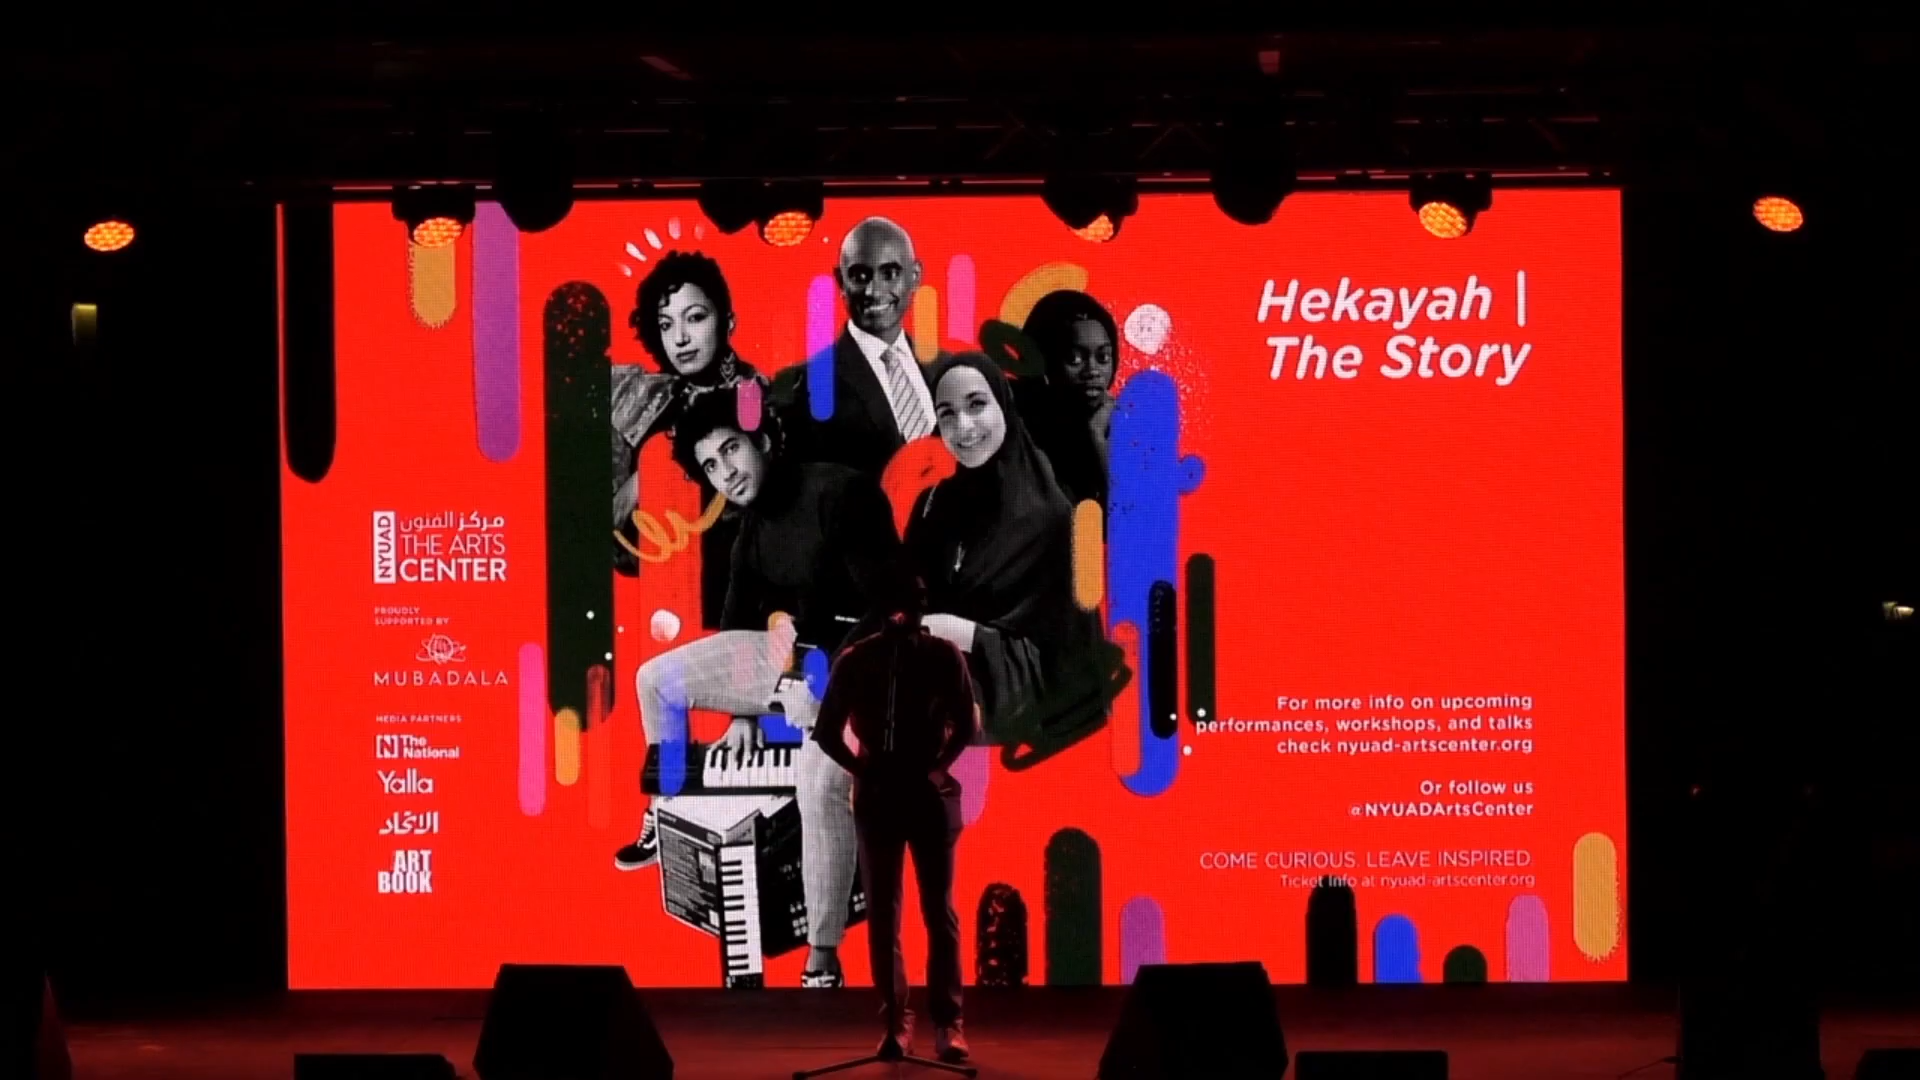 Hekayah |
The Story
NYUAD
مركز الفنون
THE ARTS
CENTER
PROUDLY
SUPPORTED BY
MUBADALA
MEDIA PARTNERS
The
National
Yalla
الاتحاد
ART
BOOK
For more info on upcoming
performances, workshops, and talks
check nyuad-artscenter.org
Or follow us
@NYUADArtsCenter
COME CURIOUS. LEAVE INSPIRED.
Ticket Info at nyuad-artscenter.org